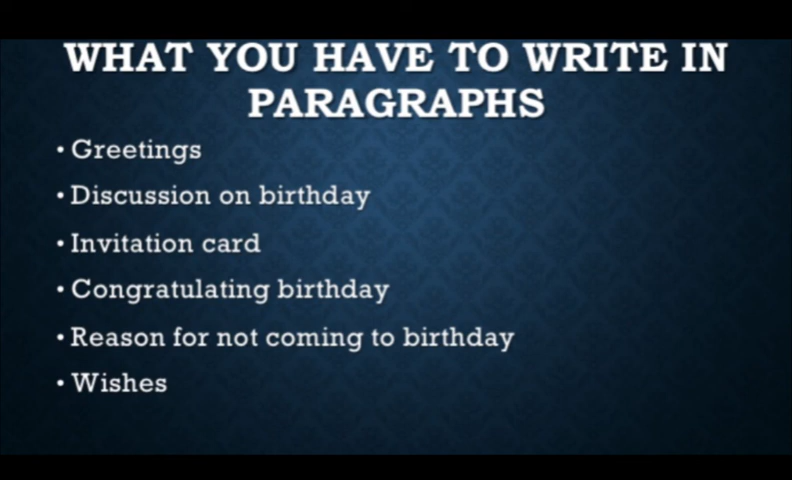 WHAT YOU HAVE TO WRITE IN
PARAGRAPHS
• Greetings
• Discussion on birthday
• Invitation card
• Congratulating birthday
• Reason for not coming to birthday
• Wishes